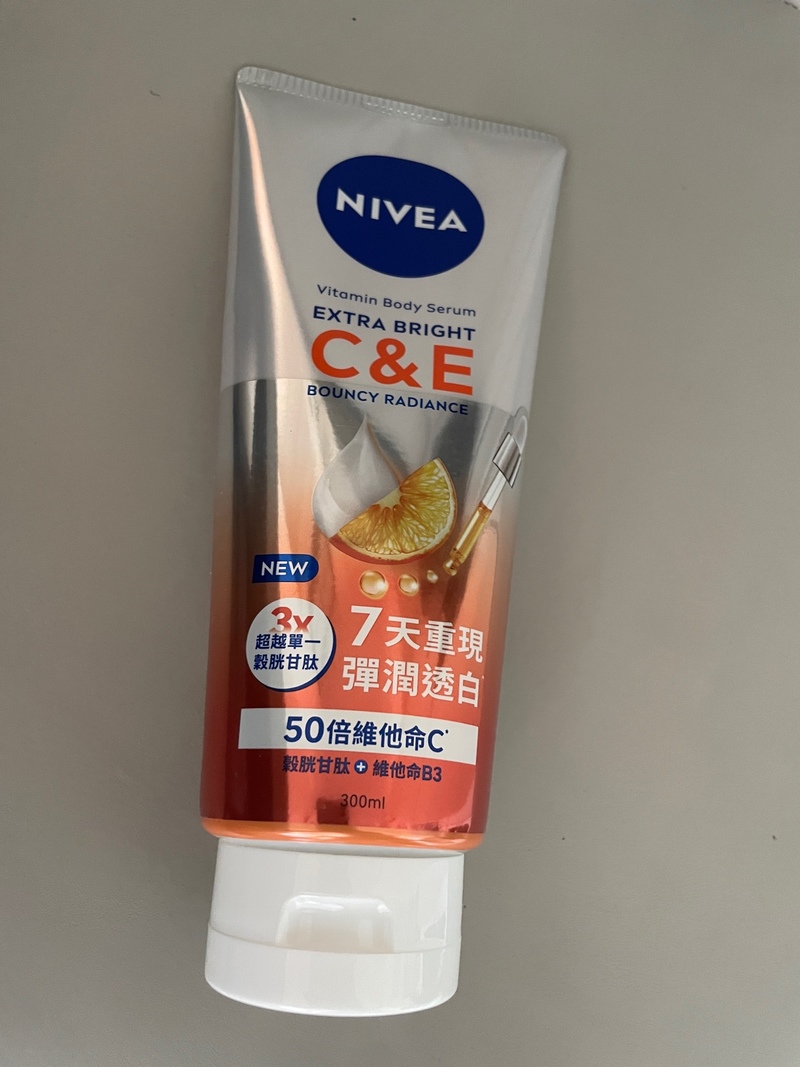 NIVEA
Vitamin Body Serum
EXTRA BRIGHT
C&E
BOUNCY RADIANCE
NEW
3x
超越單一
穀胱甘肽
7天重現
彈潤透白
50倍維他命C*
穀胱甘肽+維他命B3
300ml